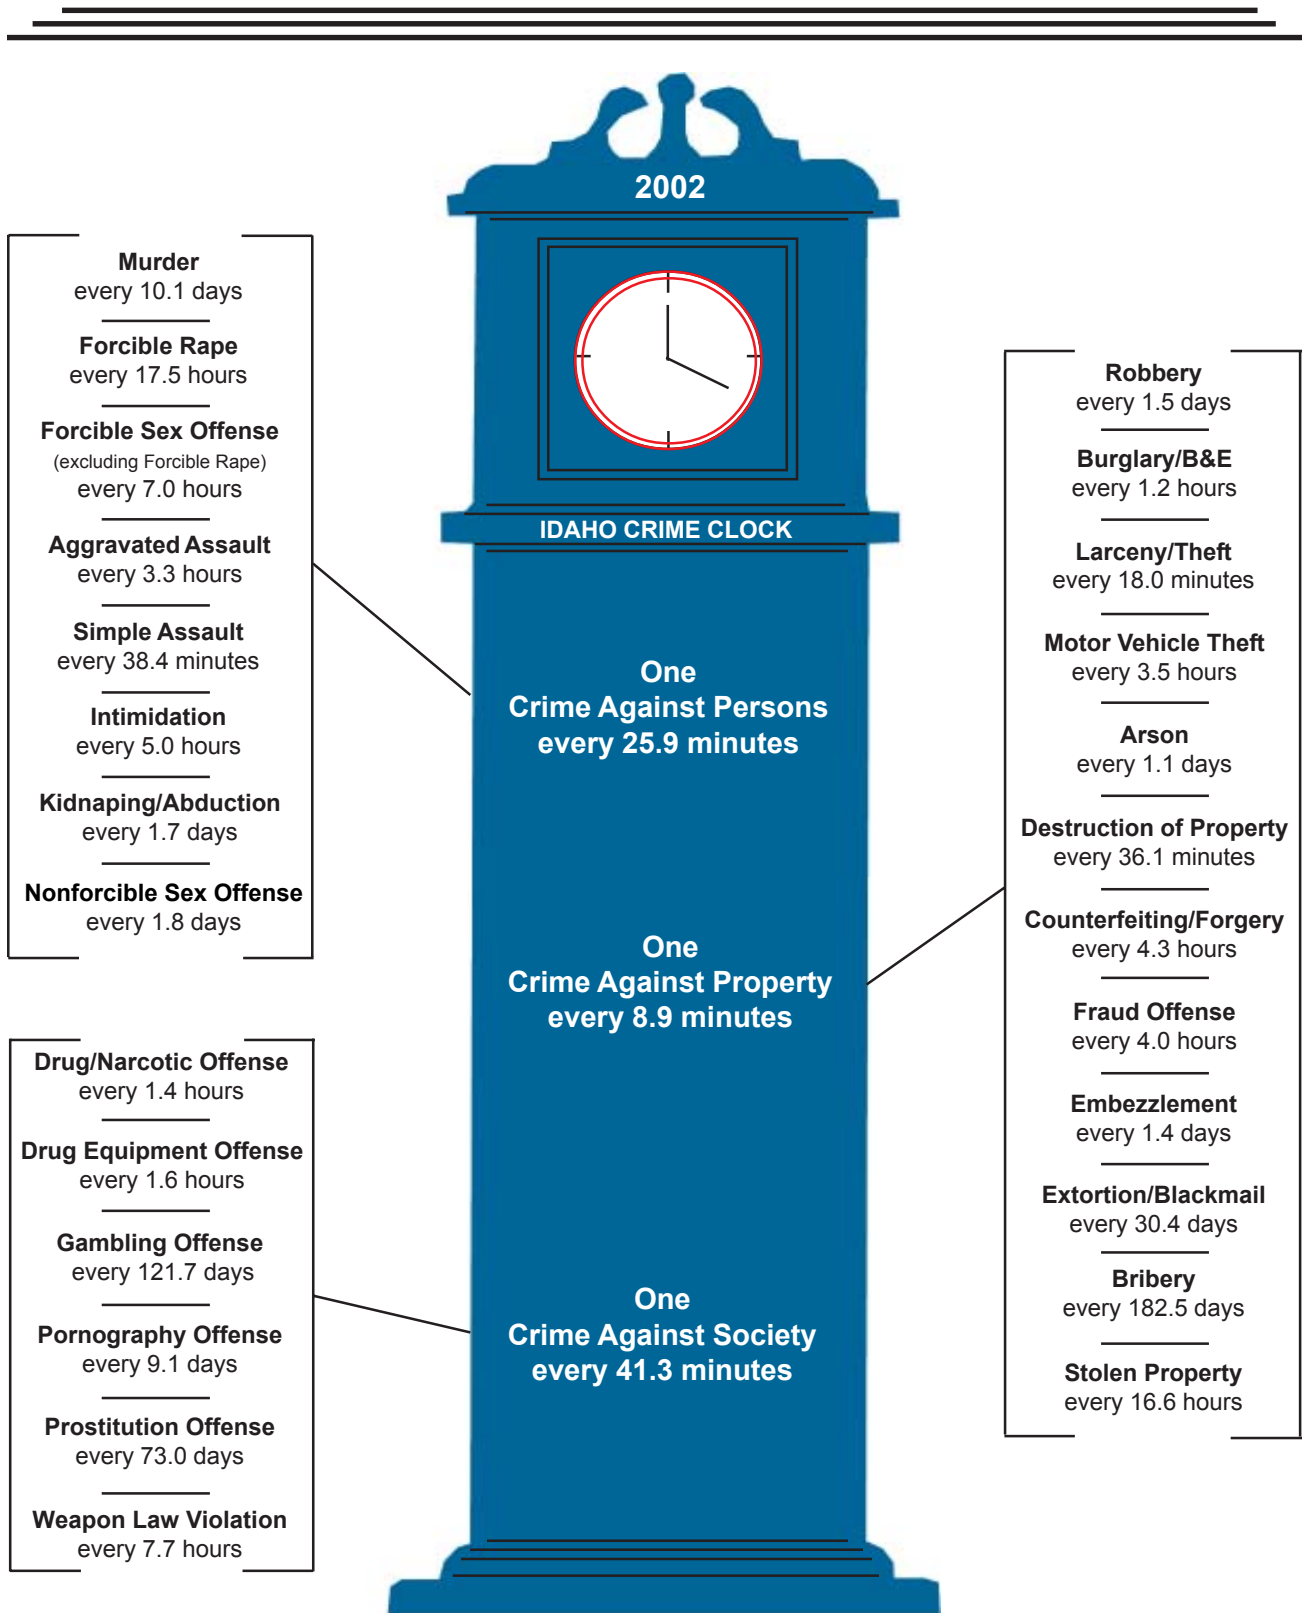 2002
IDAHO CRIME CLOCK
One
Crime Against Persons
every 25.9 minutes
One
Crime Against Property
every 8.9 minutes
One
Crime Against Society
every 41.3 minutes
Murder
every 10.1 days
Forcible Rape
every 17.5 hours
Forcible Sex Offense
(excluding Forcible Rape)
every 7.0 hours
Aggravated Assault
every 3.3 hours
Simple Assault
every 38.4 minutes
Intimidation
every 5.0 hours
Kidnaping/Abduction
every 1.7 days
Nonforcible Sex Offense
every 1.8 days
Drug/Narcotic Offense
every 1.4 hours
Drug Equipment Offense
every 1.6 hours
Gambling Offense
every 121.7 days
Pornography Offense
every 9.1 days
Prostitution Offense
every 73.0 days
Weapon Law Violation
every 7.7 hours
Robbery
every 1.5 days
Burglary/B&E
every 1.2 hours
Larceny/Theft
every 18.0 minutes
Motor Vehicle Theft
every 3.5 hours
Arson
every 1.1 days
Destruction of Property
every 36.1 minutes
Counterfeiting/Forgery
every 4.3 hours
Fraud Offense
every 4.0 hours
Embezzlement
every 1.4 days
Extortion/Blackmail
every 30.4 days
Bribery
every 182.5 days
Stolen Property
every 16.6 hours